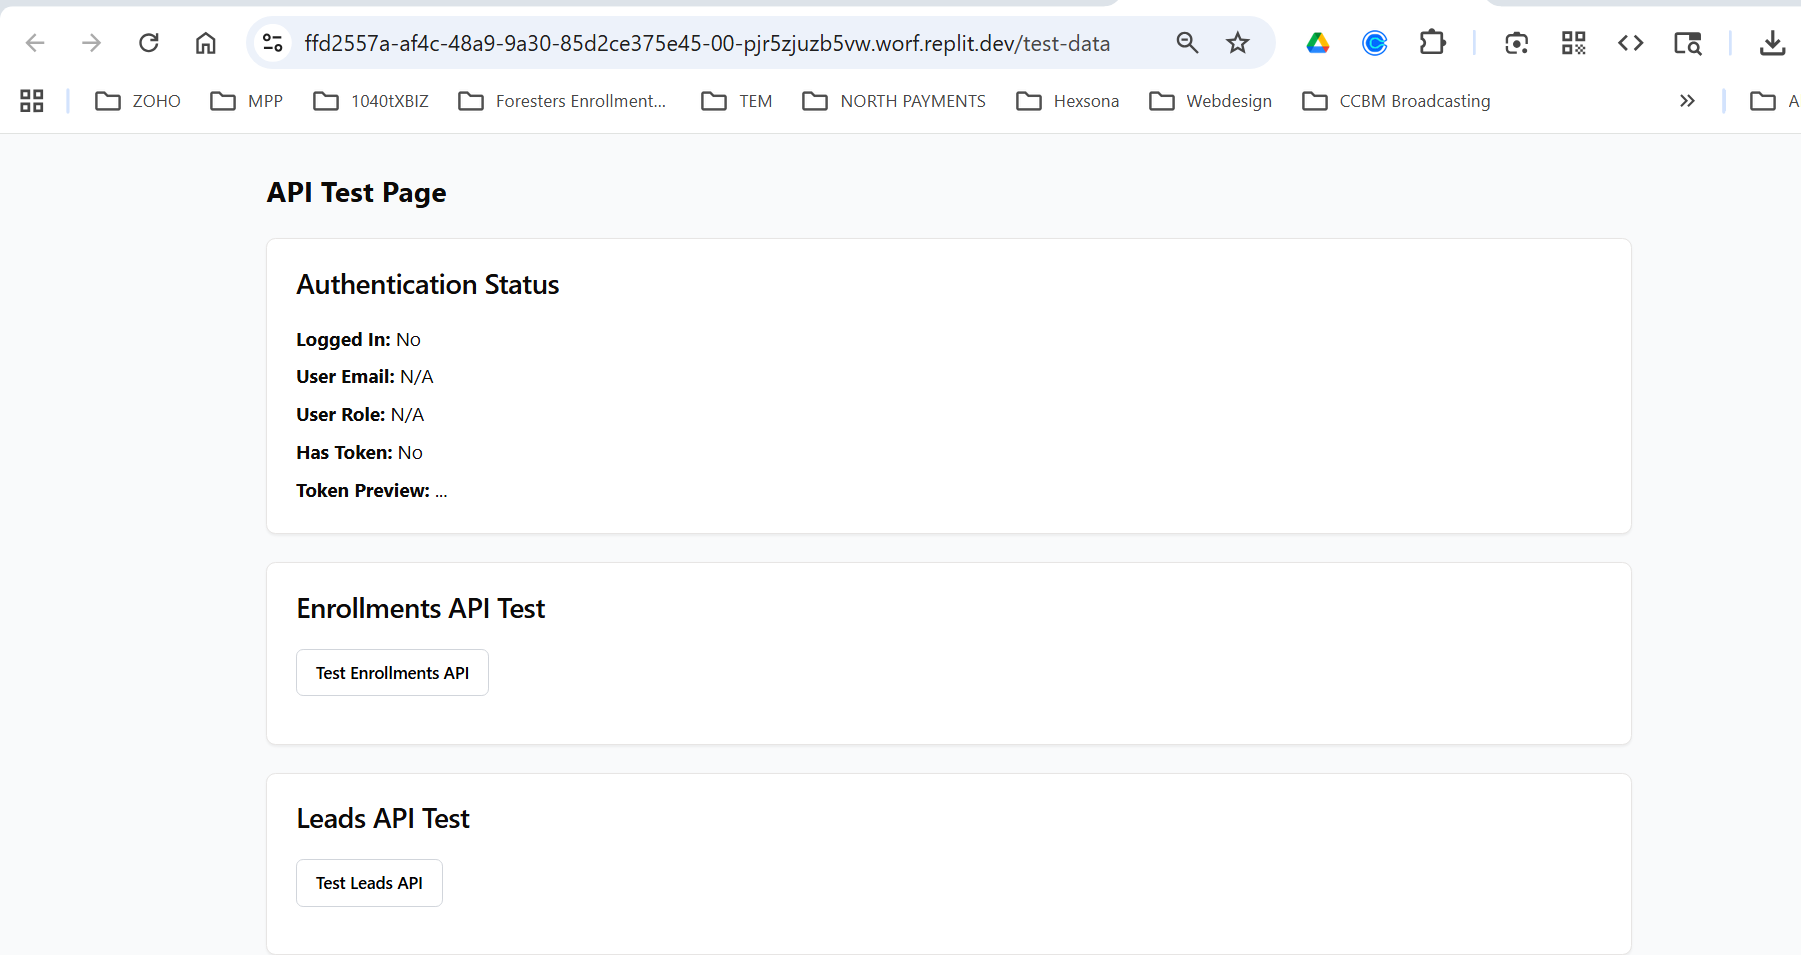 ffd2557a-af4c-48a9-9a30-85d2ce375e45-00-pjr5zjuzb5vw.worf.replit.dev/test-data
ZOHO MPP 1040tXBIZ Foresters Enrollment... TEM NORTH PAYMENTS Hexsona Webdesign CCBM Broadcasting A
API Test Page
Authentication Status
Logged In: No
User Email: N/A
User Role: N/A
Has Token: No
Token Preview: ...
Enrollments API Test
Test Enrollments API
Leads API Test
Test Leads API